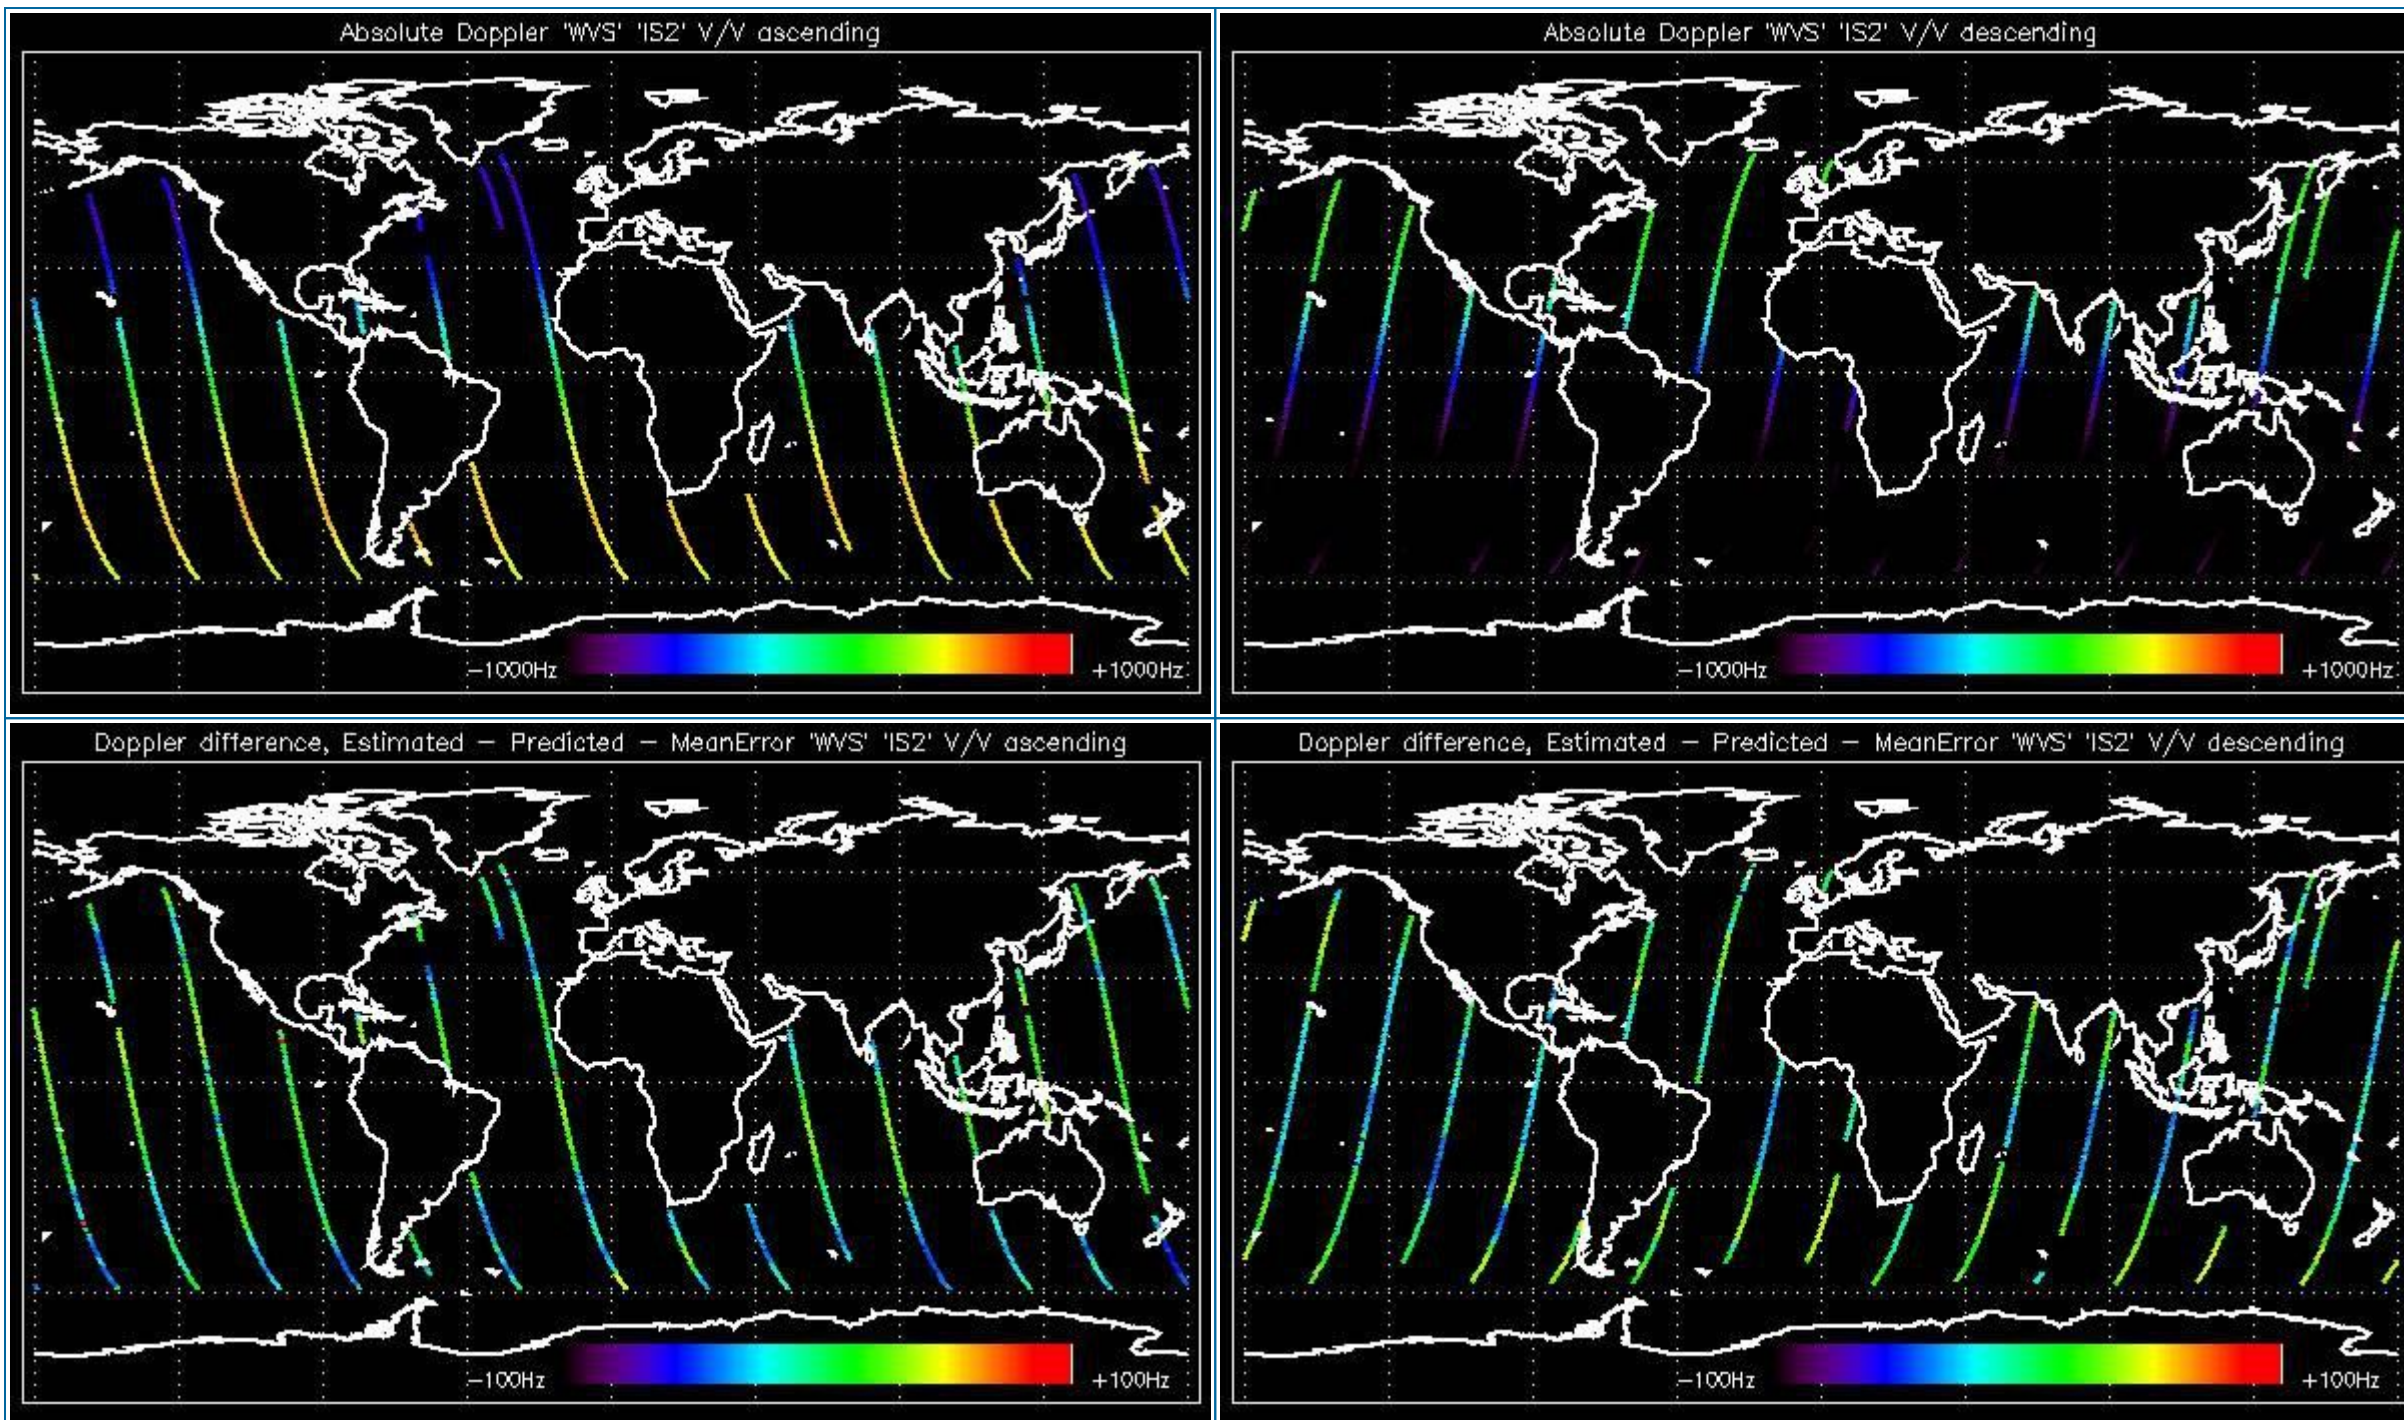 Absolute Doppler 'WVS' 'IS2' V/V ascending
-1000Hz
+1000Hz
Absolute Doppler 'WVS' 'IS2' V/V descending
-1000Hz
+1000Hz
Doppler difference, Estimated - Predicted - MeanError 'WVS' 'IS2' V/V ascending
-100Hz
+100Hz
Doppler difference, Estimated - Predicted - MeanError 'WVS' 'IS2' V/V descending
-100Hz
+100Hz